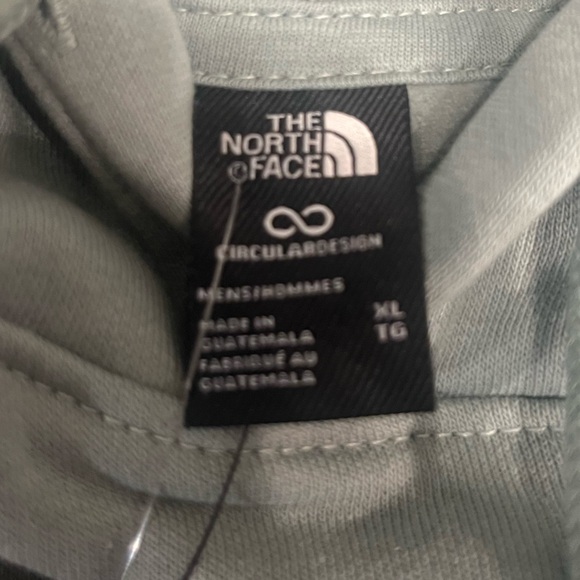 THE
NORTH
FACE
CIRCULARDESIGN
MENS/HOMMES
XL
TG
MADE IN
GUATEMALA
FABRIQUÉ AU
GUATEMALA